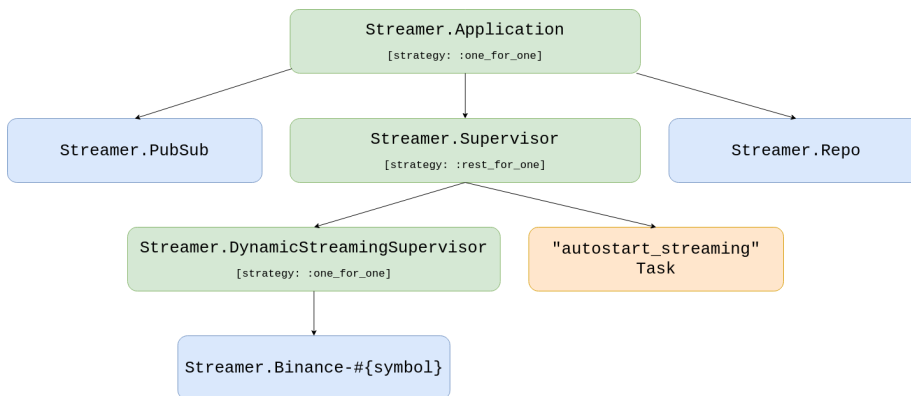 Streamer.Application
[strategy: :one_for_one]
Streamer.PubSub
Streamer.Supervisor
[strategy: :rest_for_one]
Streamer.Repo
Streamer.DynamicStreamingSupervisor
[strategy: :one_for_one]
"autostart_streaming"
Task
Streamer.Binance-#{symbol}